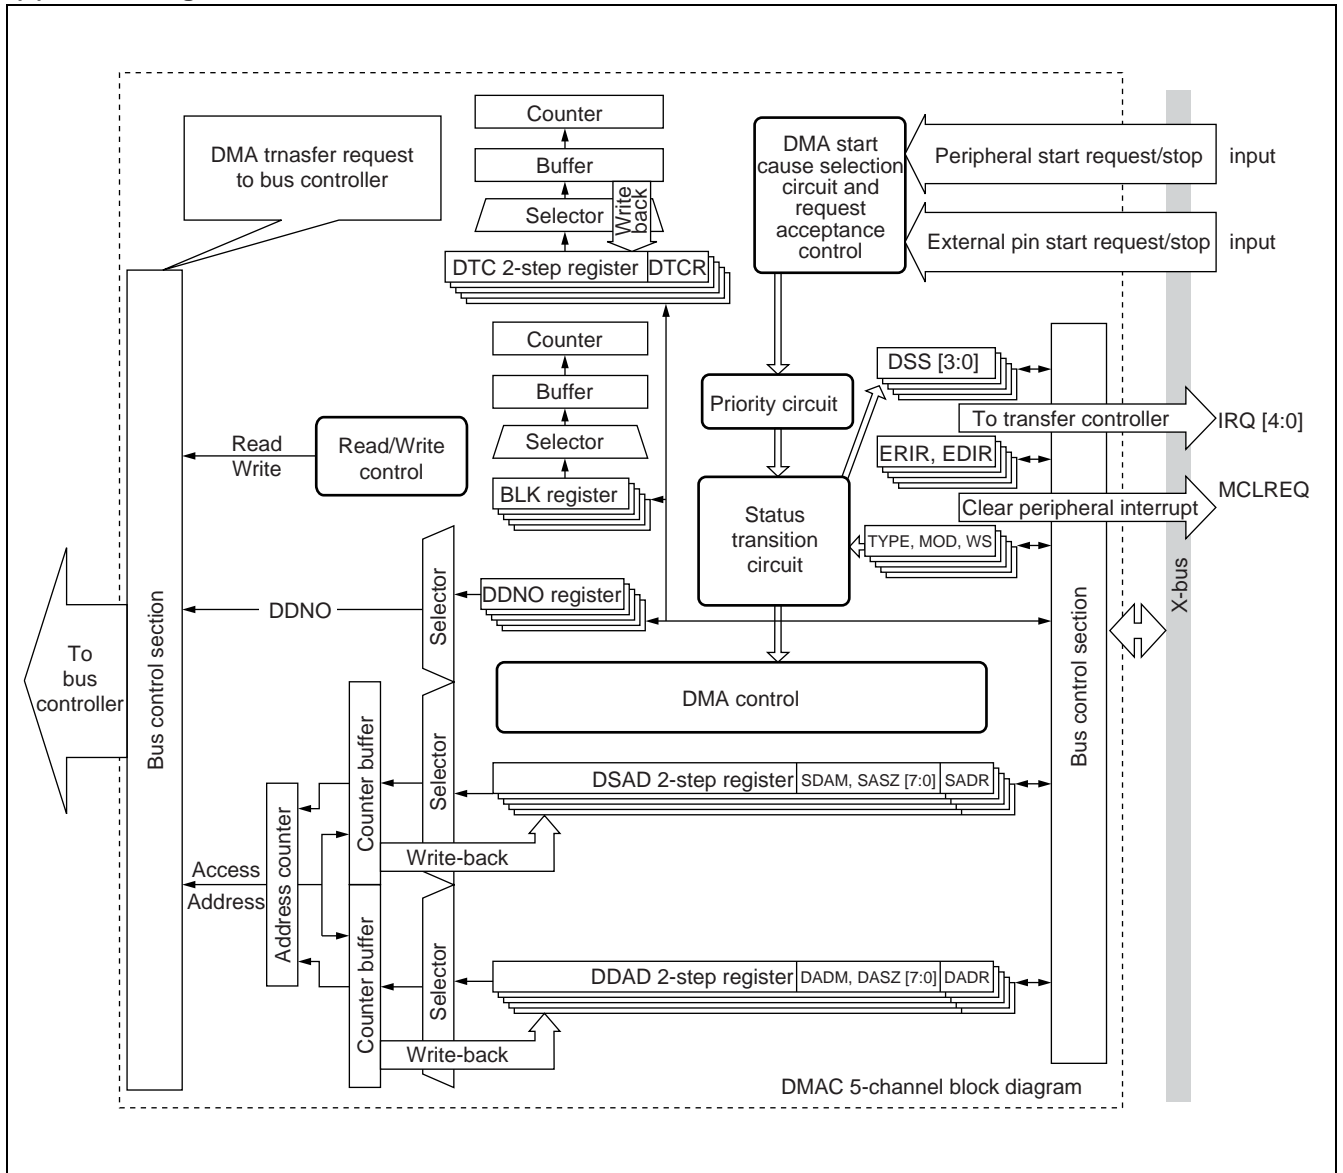 Counter
Buffer
Selector
Write
back
DTC 2-step register
DTCR
DMA trnasfer request
to bus controller
DMA start
cause selection
circuit and
request
acceptance
control
Peripheral start request/stop
input
External pin start request/stop
input
Counter
Buffer
Selector
BLK register
Priority circuit
DSS [3:0]
To transfer controller
IRQ [4:0]
ERIR, EDIR
MCLREQ
Clear peripheral interrupt
Read
Write
Read/Write
control
Status
transition
circuit
TYPE, MOD, WS
X-bus
DDNO
Selector
DDNO register
To
bus
controller
Bus control section
Bus control section
DMA control
Counter buffer
Selector
DSAD 2-step register
SDAM, SASZ [7:0]
SADR
Write-back
Access
Address
Address counter
Counter buffer
Selector
DDAD 2-step register
DADM, DASZ [7:0]
DADR
Write-back
DMAC 5-channel block diagram